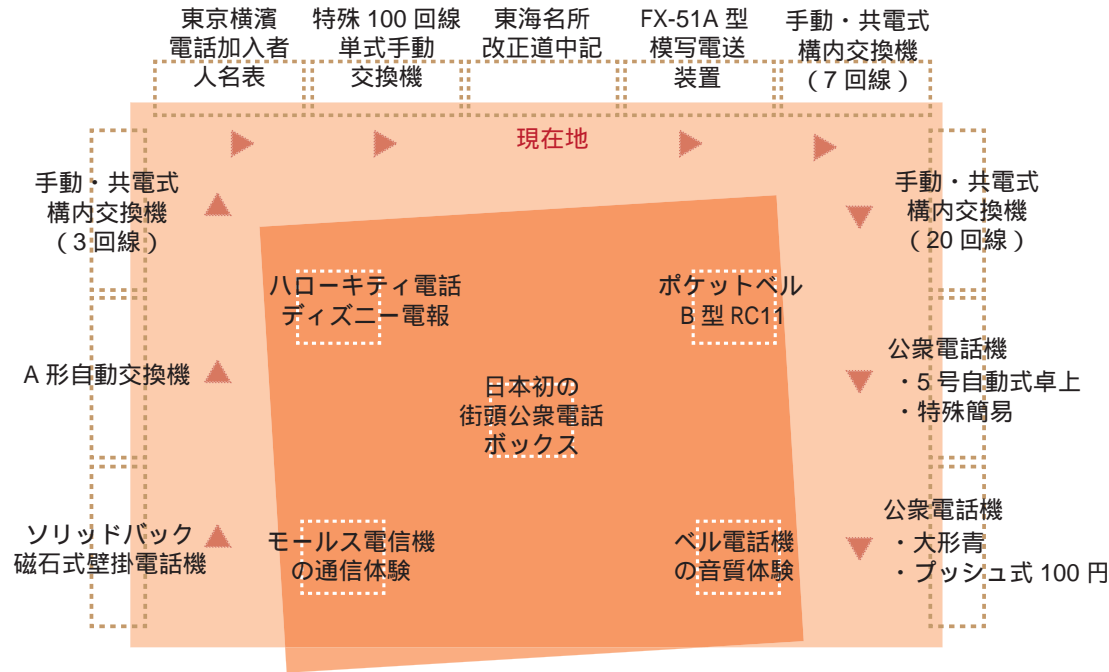 東京横濱
電話加入者
人名表
特殊 100 回線
単式手動
交換機
東海名所
改正道中記
FX-51A 型
模写電送
装置
手動・共電式
構内交換機
(7 回線)
現在地
手動・共電式
構内交換機
(3 回線)
手動・共電式
構内交換機
(20 回線)
ハローキティ電話
ディズニー電報
ポケットベル
B 型 RC11
A 形自動交換機
日本初の
街頭公衆電話
ボックス
公衆電話機
・5 号自動式卓上
・特殊簡易
ソリッドバック
磁石式壁掛電話機
モールス電信機
の通信体験
ベル電話機
の音質体験
公衆電話機
・大形青
・プッシュ式 100 円